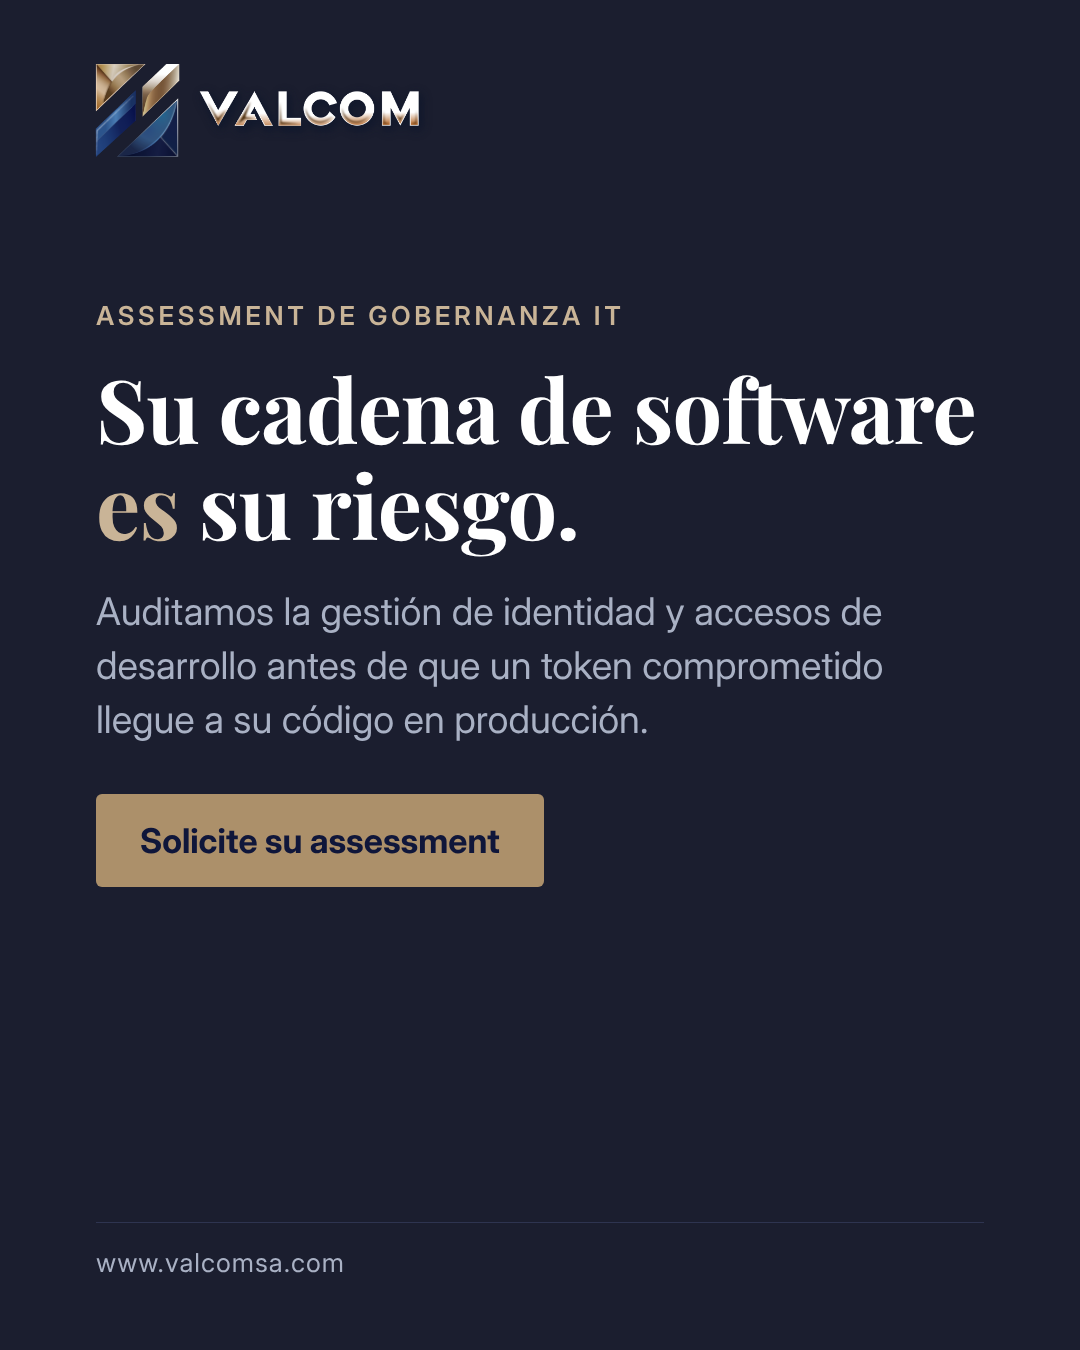 VALCOM
ASSESSMENT DE GOBERNANZA IT
Su cadena de software
es su riesgo.
Auditamos la gestión de identidad y accesos de
desarrollo antes de que un token comprometido
llegue a su código en producción.
Solicite su assessment
www.valcomsa.com